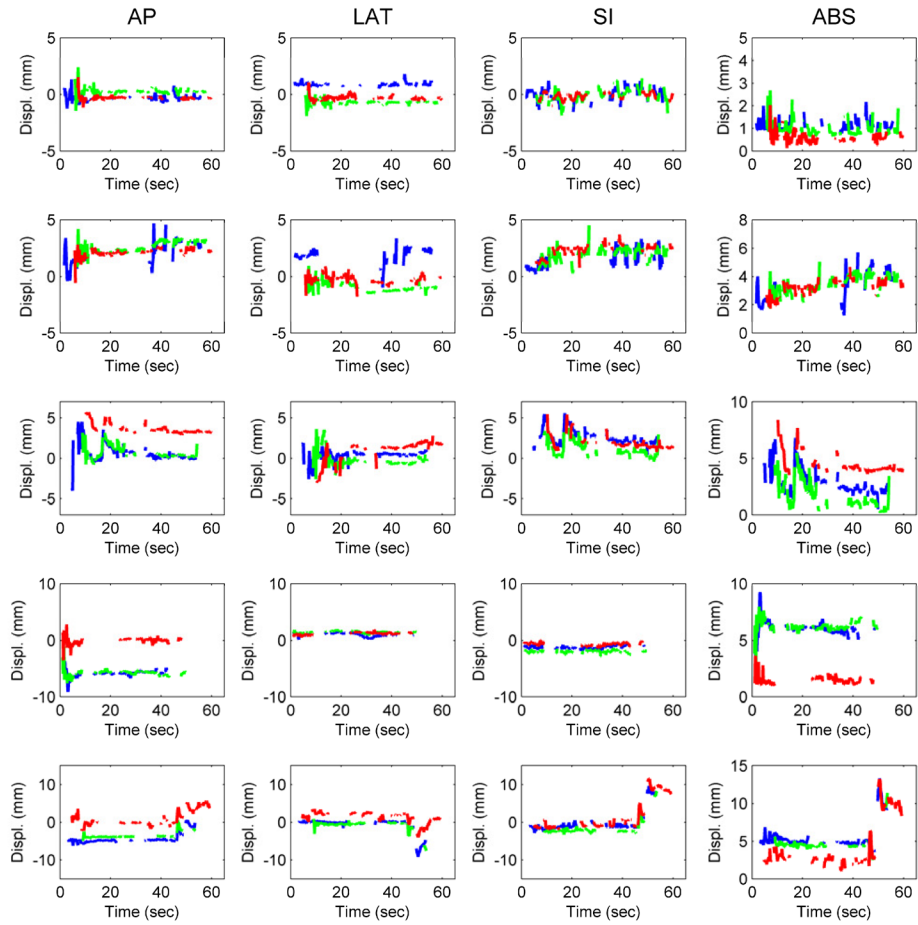 AP LAT SI ABS
5 5 5 5
4
3
0 0 0 2
1
-5 -5 -5 0
0 20 40 60 0 20 40 60 0 20 40 60 0 20 40 60
Displ. (mm) Displ. (mm) Displ. (mm) Displ. (mm)
Time (sec) Time (sec) Time (sec) Time (sec)
5 5 5 8
6
0 0 0 4
2
-5 -5 -5 0
0 20 40 60 0 20 40 60 0 20 40 60 0 20 40 60
Displ. (mm) Displ. (mm) Displ. (mm) Displ. (mm)
Time (sec) Time (sec) Time (sec) Time (sec)
5 5 5 10
0 0 0 5
-5 -5 -5 0
0 20 40 60 0 20 40 60 0 20 40 60 0 20 40 60
Displ. (mm) Displ. (mm) Displ. (mm) Displ. (mm)
Time (sec) Time (sec) Time (sec) Time (sec)
10 10 10 10
0 0 0 5
-10 -10 -10 0
0 20 40 60 0 20 40 60 0 20 40 60 0 20 40 60
Displ. (mm) Displ. (mm) Displ. (mm) Displ. (mm)
Time (sec) Time (sec) Time (sec) Time (sec)
10 10 10 15
10
0 0 0 5
-10 -10 -10 0
0 20 40 60 0 20 40 60 0 20 40 60 0 20 40 60
Displ. (mm) Displ. (mm) Displ. (mm) Displ. (mm)
Time (sec) Time (sec) Time (sec) Time (sec)